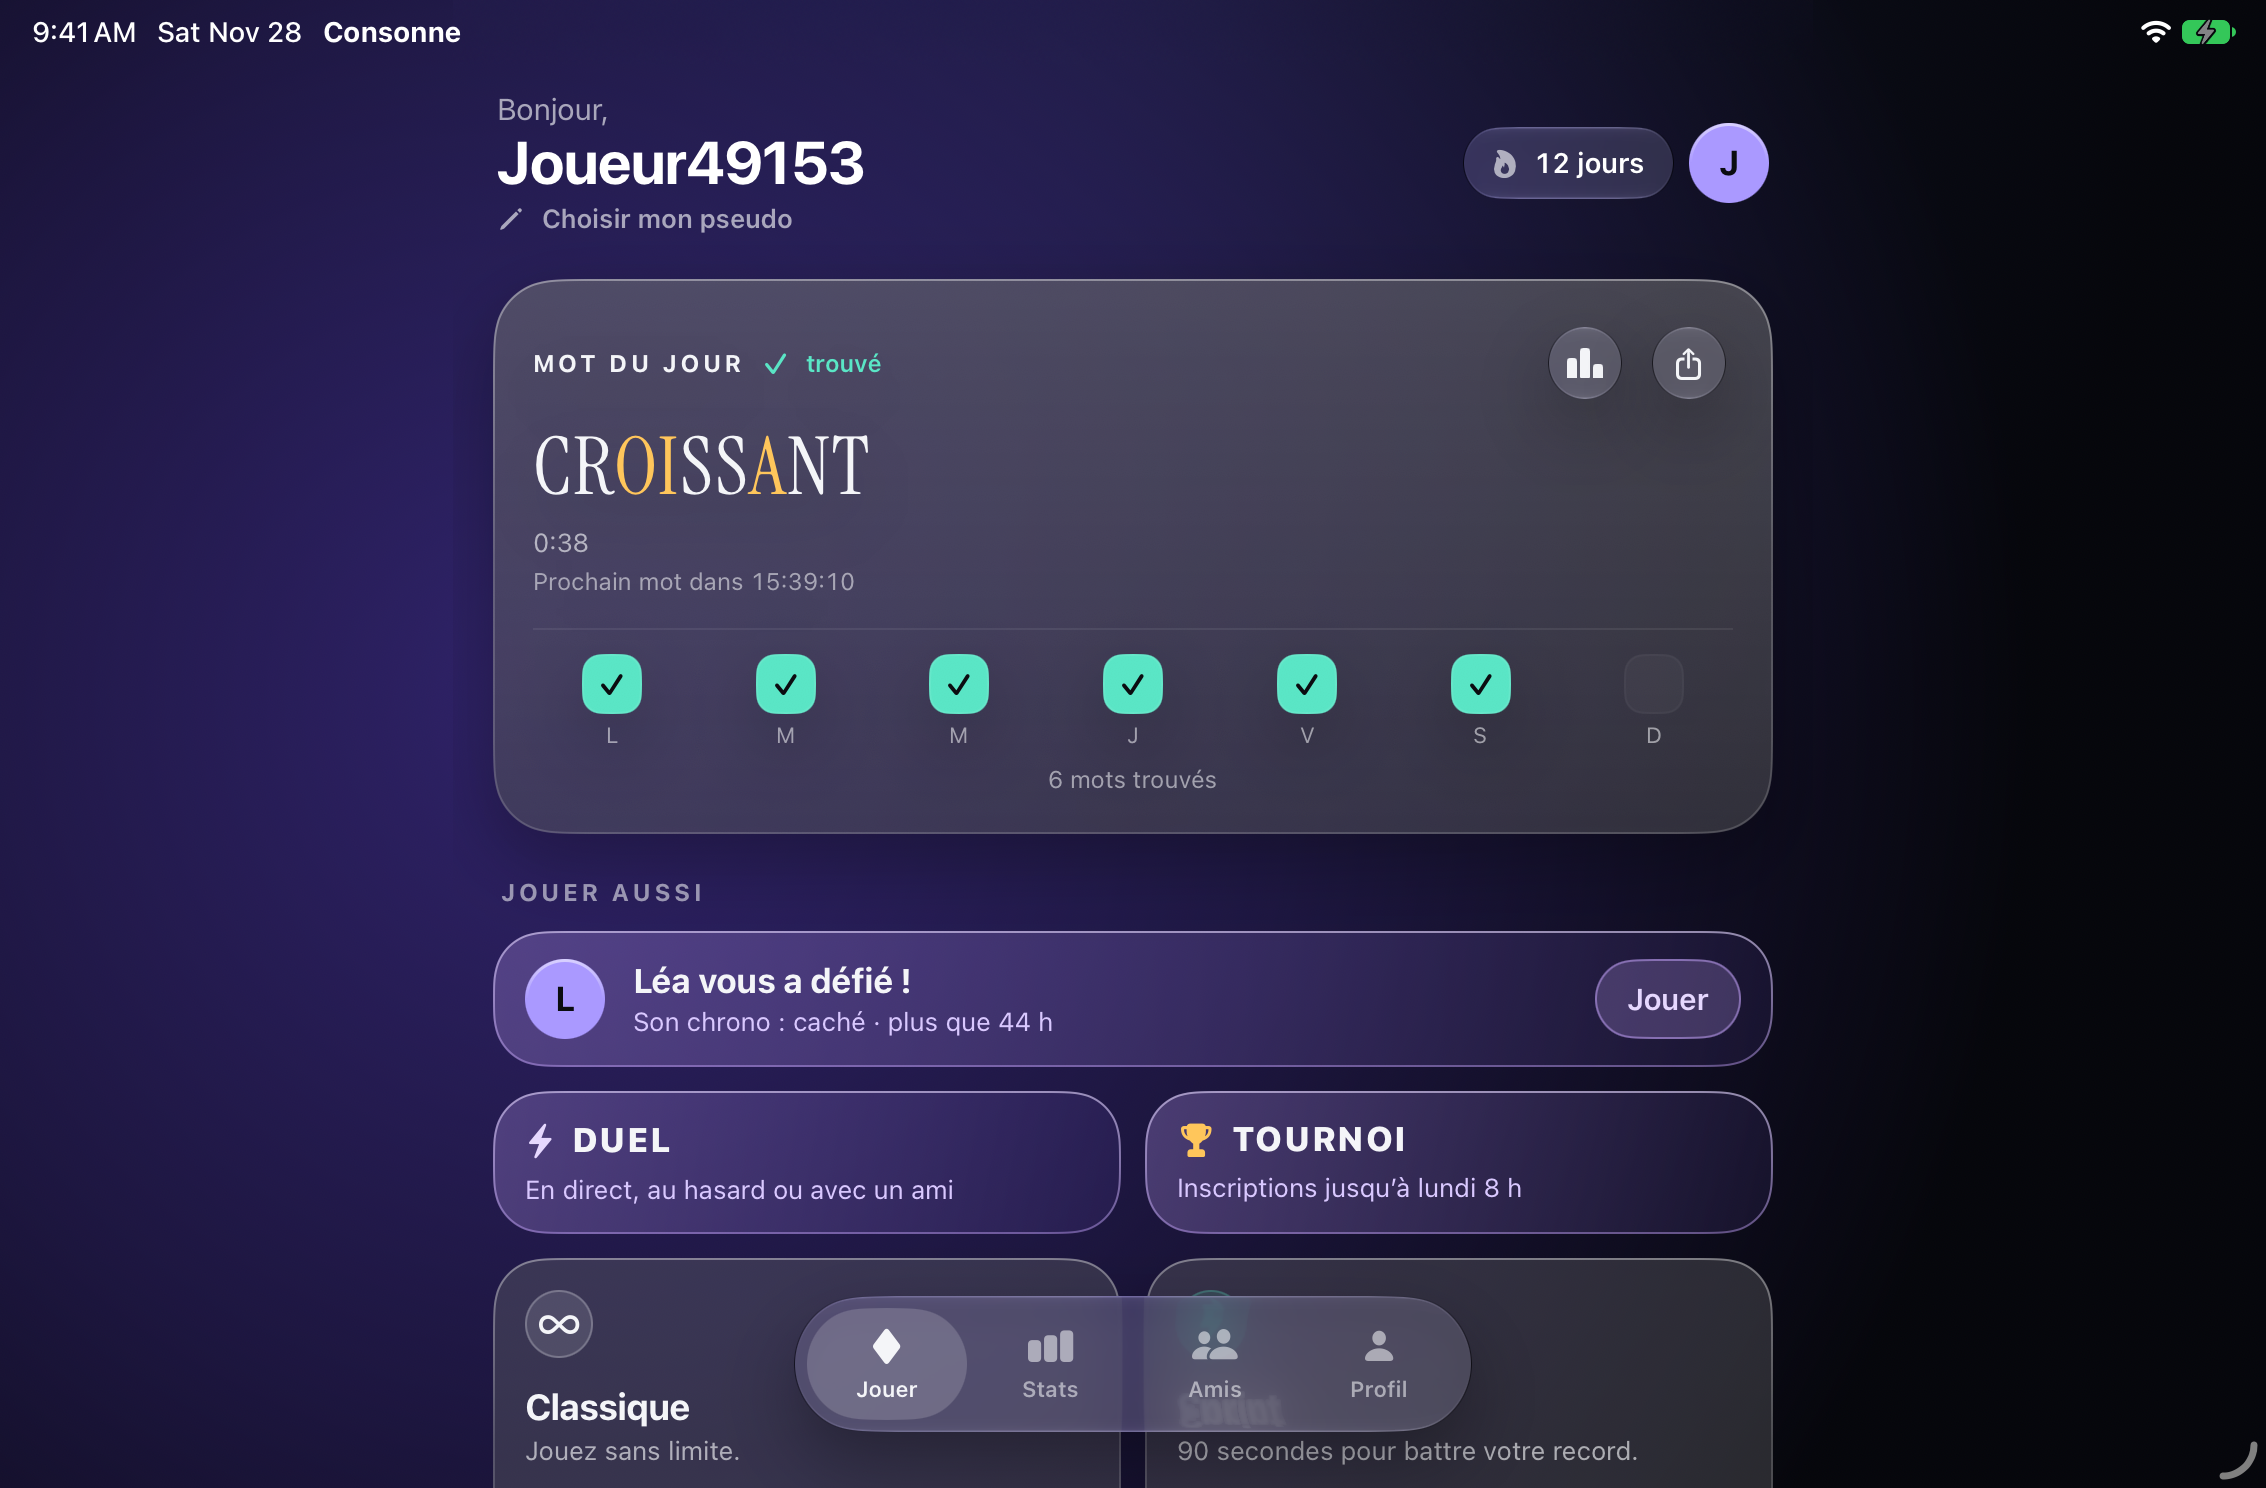 9:41 AM Sat Nov 28 Consonne
Bonjour,
Joueur49153
Choisir mon pseudo
12 jours
J
MOT DU JOUR trouvé
CROISSANT
0:38
Prochain mot dans 15:39:10
L M M J V S D
6 mots trouvés
JOUER AUSSI
L
Léa vous a défié !
Son chrono : caché · plus que 44 h
Jouer
DUEL
En direct, au hasard ou avec un ami
TOURNOI
Inscriptions jusqu’à lundi 8 h
Classique
Jouez sans limite.
Sprint
90 secondes pour battre votre record.
Jouer Stats Amis Profil